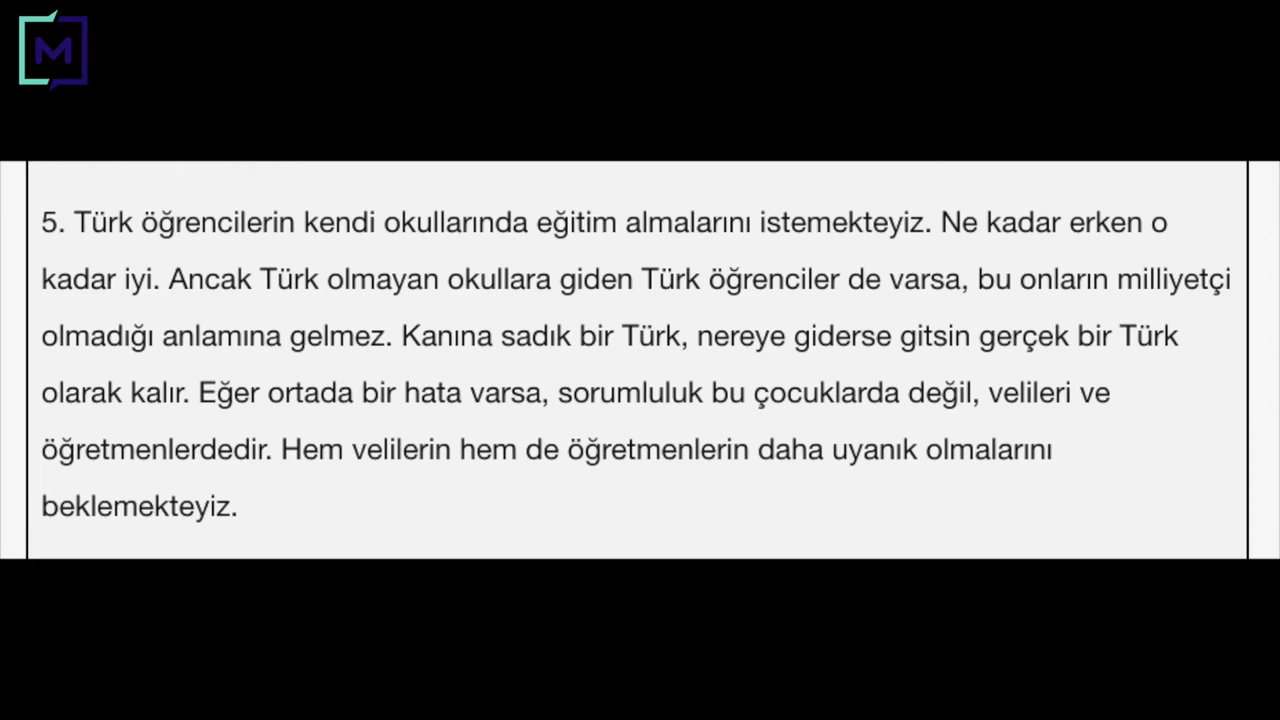 M
5. Türk öğrencilerin kendi okullarında eğitim almalarını istemekteyiz. Ne kadar erken o
kadar iyi. Ancak Türk olmayan okullara giden Türk öğrenciler de varsa, bu onların milliyetçi
olmadığı anlamına gelmez. Kanına sadık bir Türk, nereye giderse gitsin gerçek bir Türk
olarak kalır. Eğer ortada bir hata varsa, sorumluluk bu çocuklarda değil, velileri ve
öğretmenlerdedir. Hem velilerin hem de öğretmenlerin daha uyanık olmalarını
beklemekteyiz.